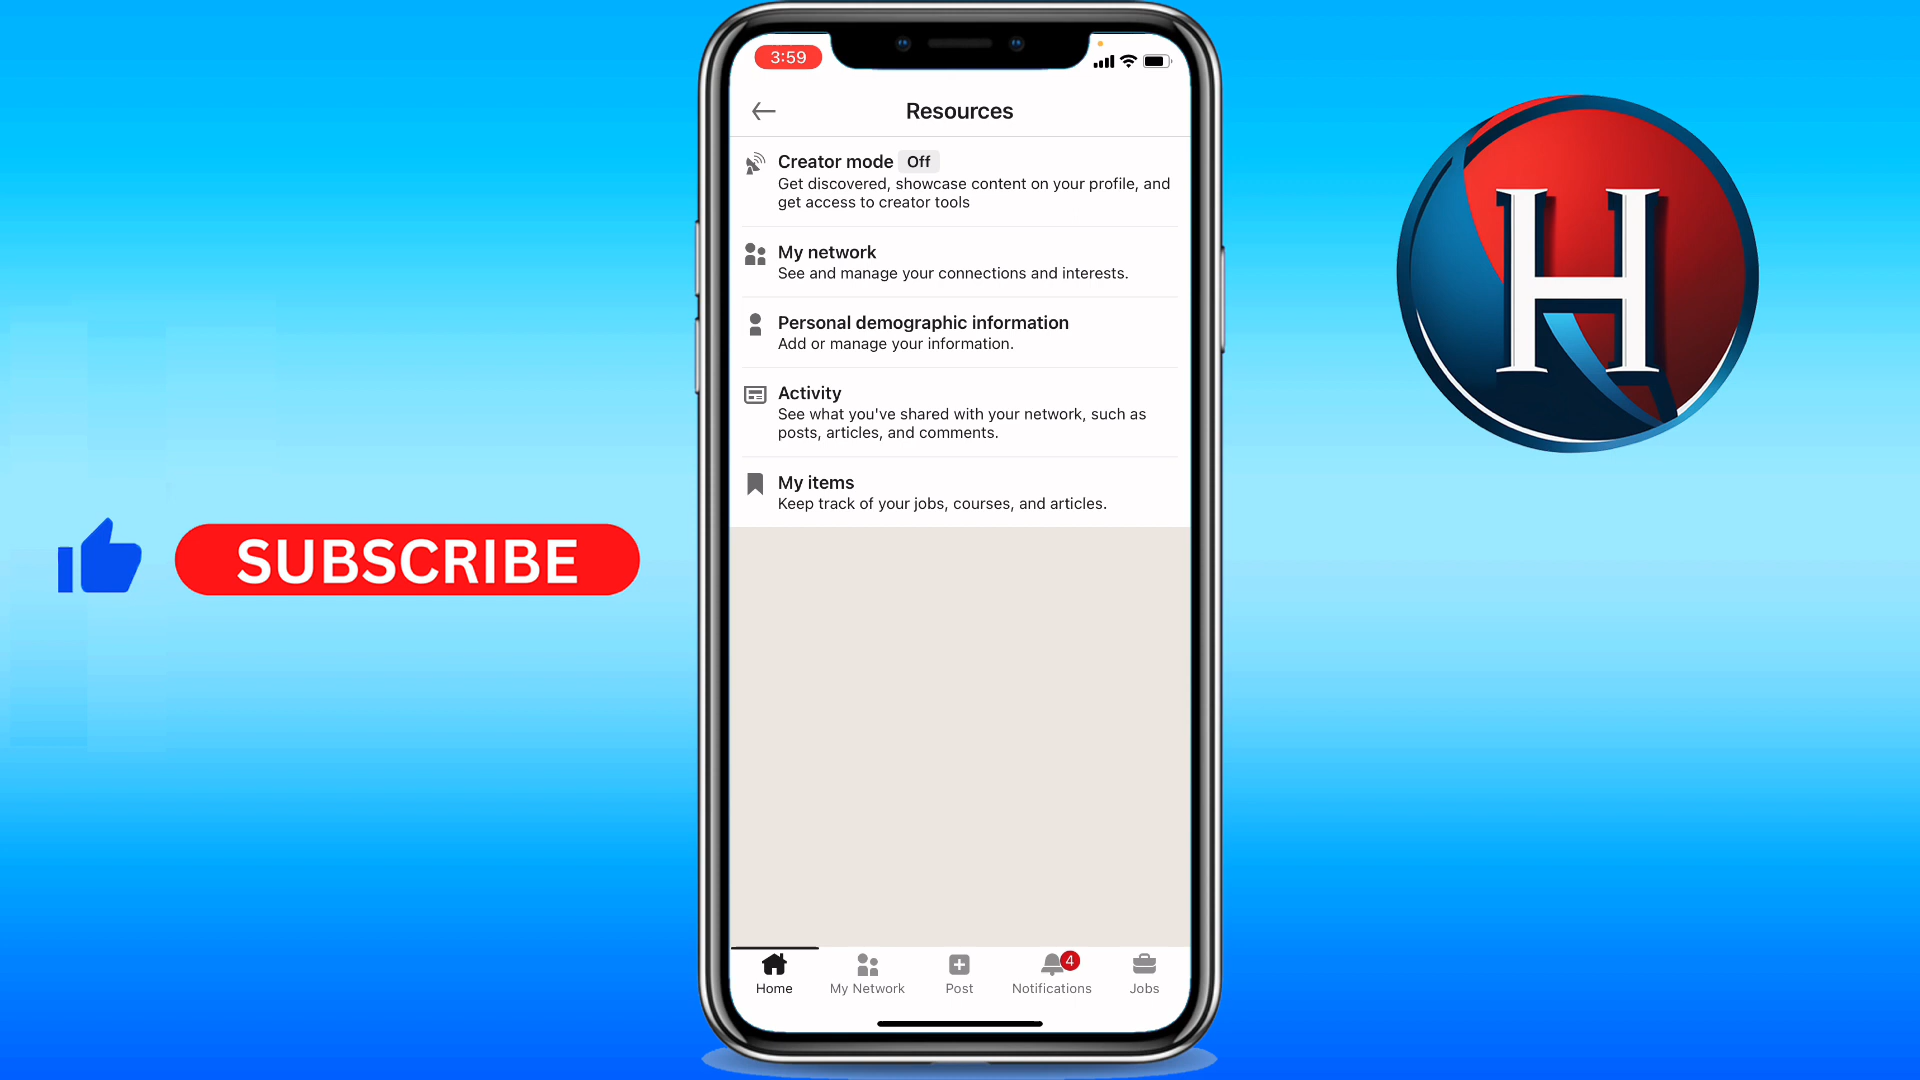 3:59
Resources
Creator mode Off
Get discovered, showcase content on your profile, and
get access to creator tools
My network
See and manage your connections and interests.
Personal demographic information
Add or manage your information.
Activity
See what you've shared with your network, such as
posts, articles, and comments.
My items
Keep track of your jobs, courses, and articles.
SUBSCRIBE
H
4
Home My Network Post Notifications Jobs